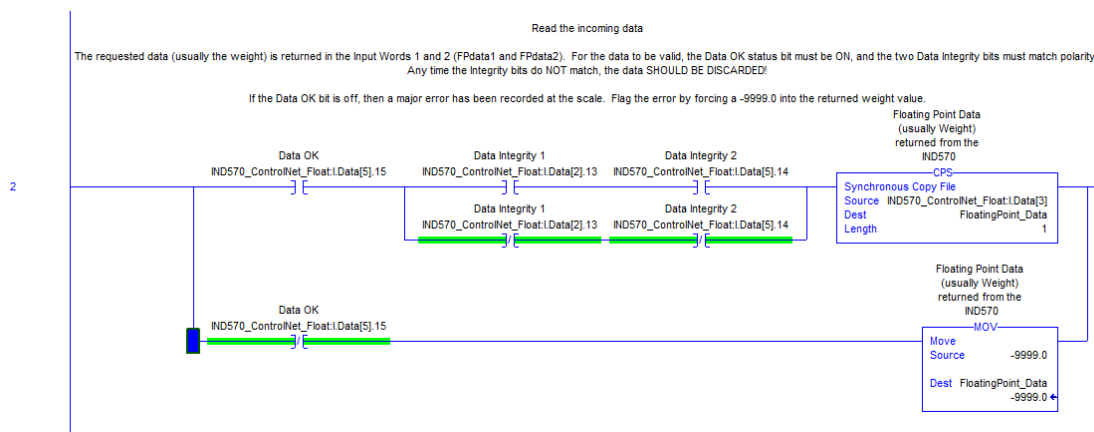 Read the incoming data
The requested data (usually the weight) is returned in the Input Words 1 and 2 (FPdata1 and FPdata2).  For the data to be valid, the Data OK status bit must be ON, and the two Data Integrity bits must match polarity
Any time the Integrity bits do NOT match, the data SHOULD BE DISCARDED!
If the Data OK bit is off, then a major error has been recorded at the scale.  Flag the error by forcing a -9999.0 into the returned weight value.
Floating Point Data
(usually Weight)
returned from the
IND570
Data OK
IND570_ControlNet_Float:I.Data[5].15
Data Integrity 1
IND570_ControlNet_Float:I.Data[2].13
Data Integrity 2
IND570_ControlNet_Float:I.Data[5].14
2
CPS
Synchronous Copy File
Source IND570_ControlNet_Float:I.Data[3]
Dest FloatingPoint_Data
Length 1
Data Integrity 1
IND570_ControlNet_Float:I.Data[2].13
Data Integrity 2
IND570_ControlNet_Float:I.Data[5].14
Floating Point Data
(usually Weight)
returned from the
IND570
Data OK
IND570_ControlNet_Float:I.Data[5].15
MOV
Move
Source -9999.0
Dest FloatingPoint_Data
-9999.0